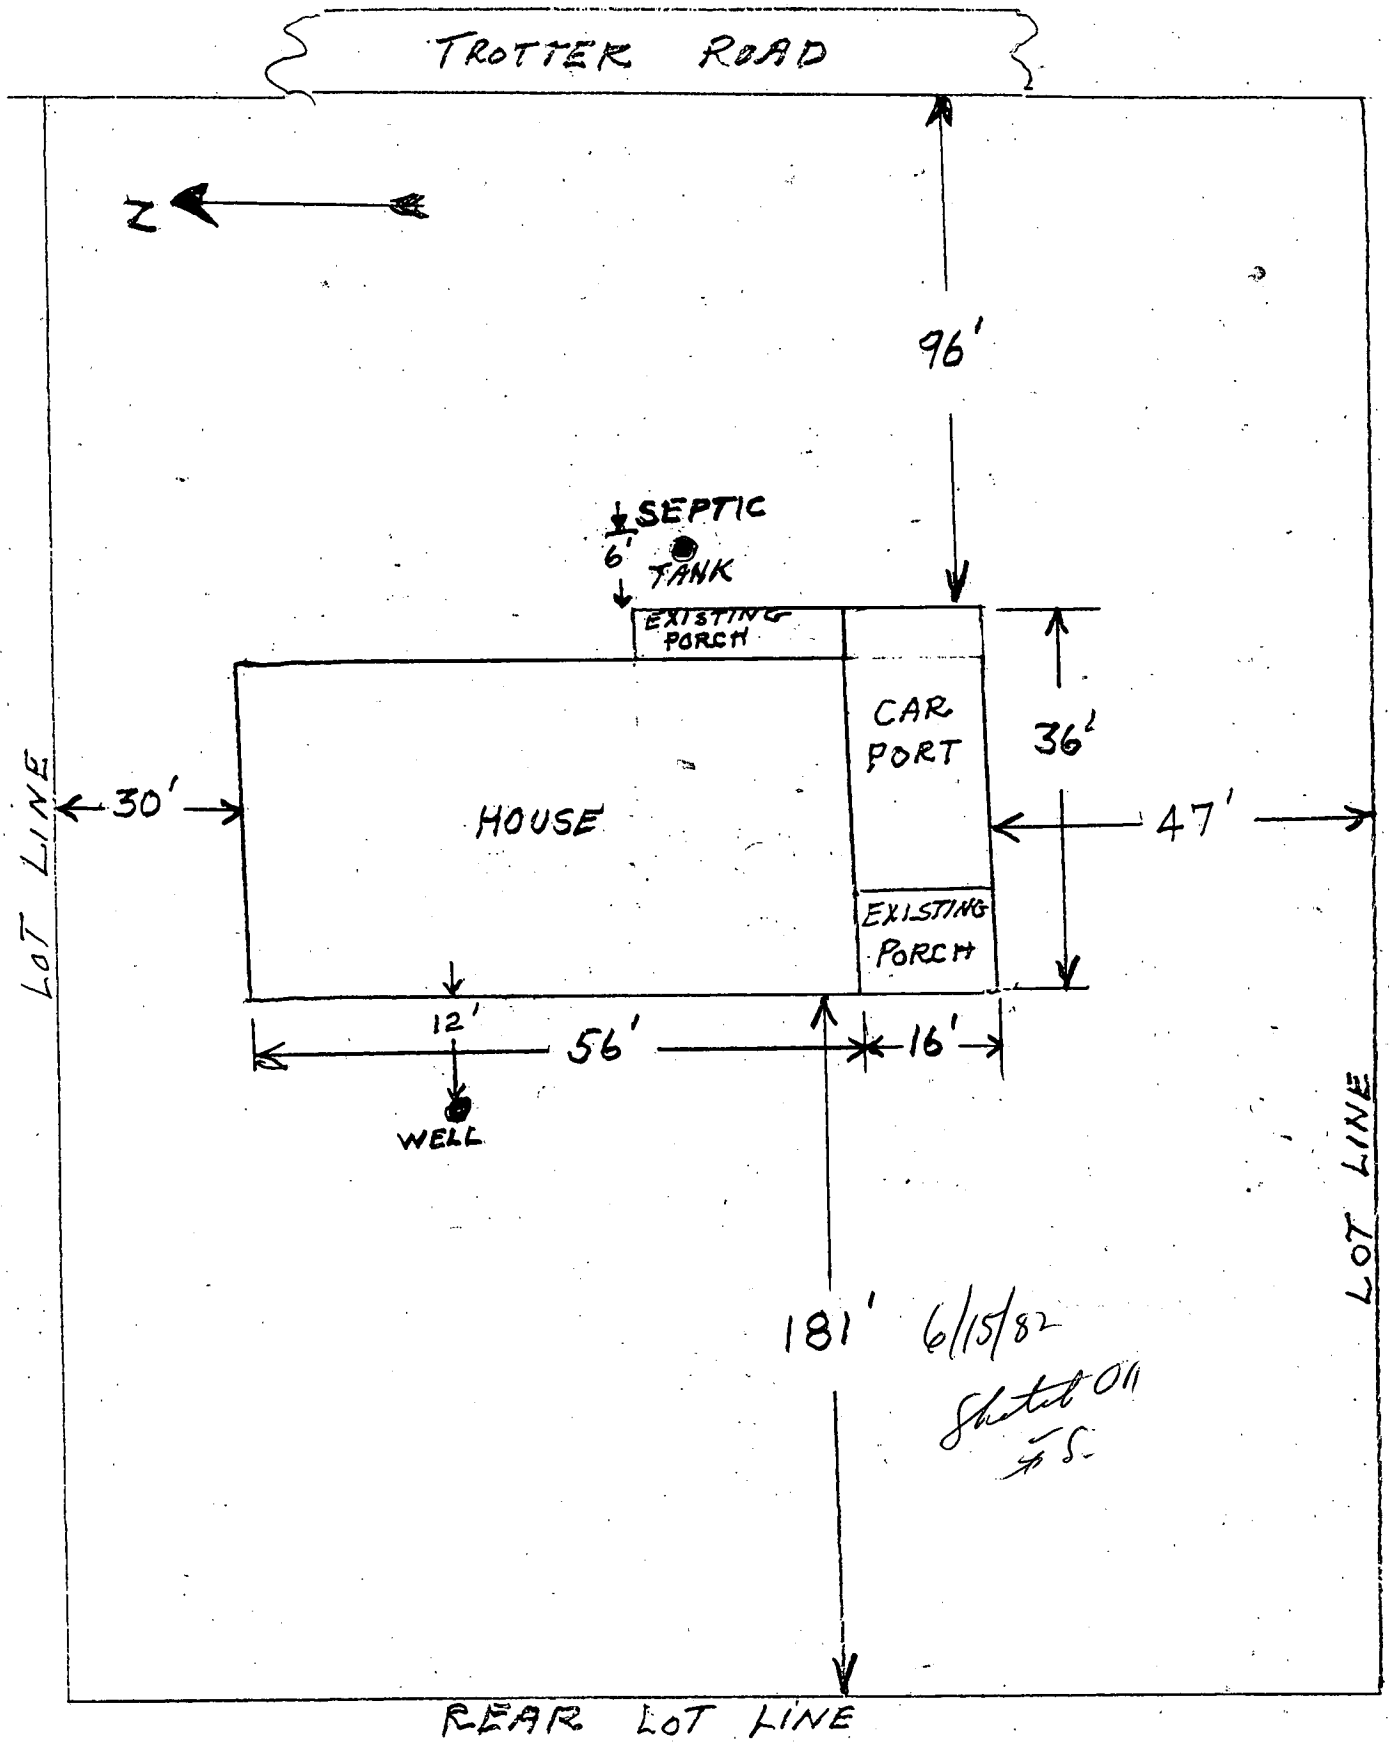 TROTTER ROAD
N
96'
SEPTIC
6'
TANK
EXISTING
PORCH
CAR
PORT
36'
LOT LINE
30'
HOUSE
47'
EXISTING
PORCH
12'
56'
16'
WELL
LOT LINE
181'
6/15/82
REAR LOT LINE